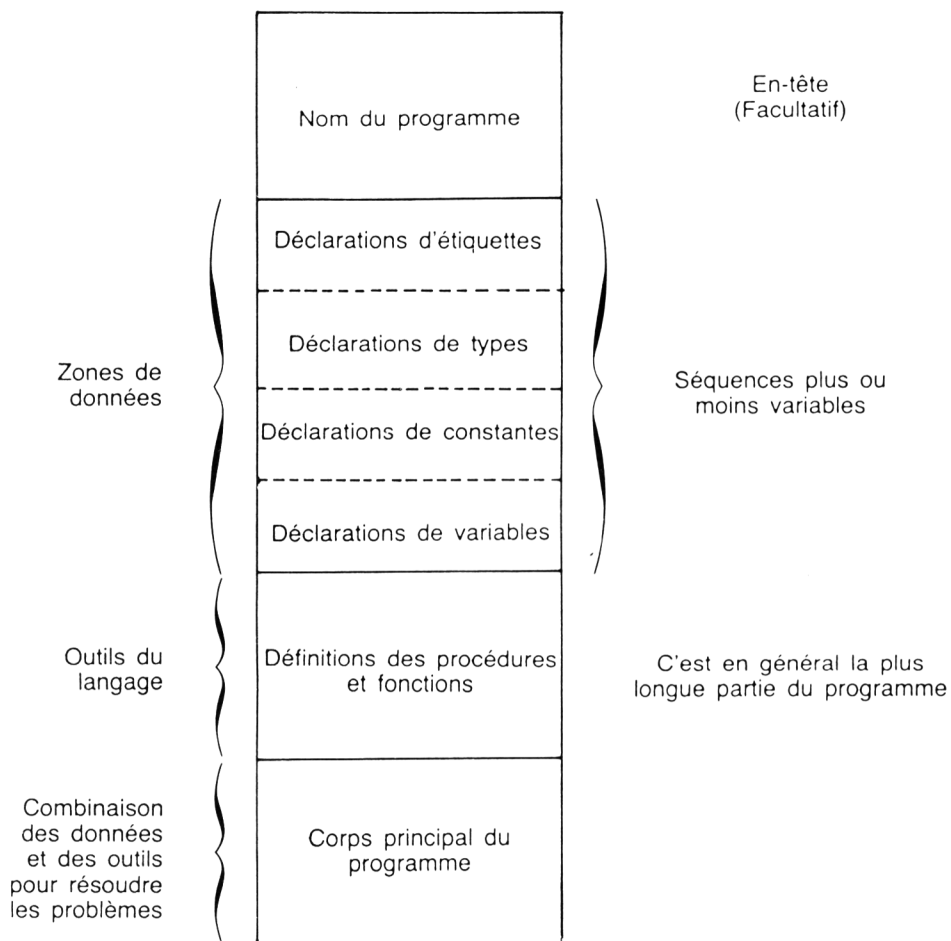 Nom du programme
En-tête
(Facultatif)
Déclarations d'étiquettes
Déclarations de types
Déclarations de constantes
Déclarations de variables
Zones de
données
Séquences plus ou
moins variables
Outils du
langage
Définitions des procédures
et fonctions
C'est en général la plus
longue partie du programme
Combinaison
des données
et des outils
pour résoudre
les problèmes
Corps principal du
programme